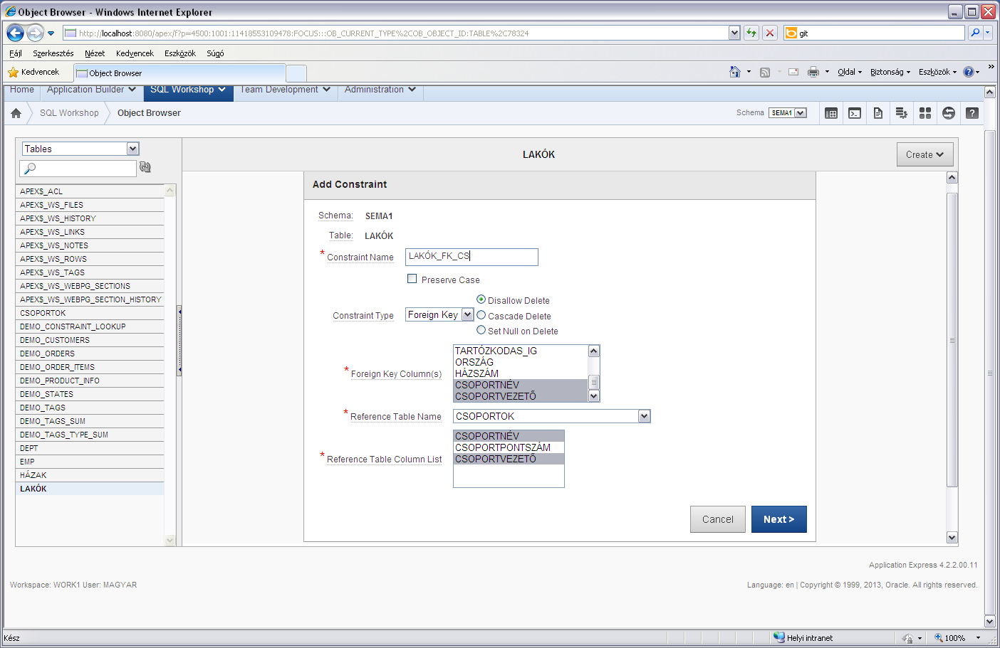 Object Browser - Windows Internet Explorer
http://localhost:8080/apex/f?p=4500:1001:11418553109478:FOCUS:::OB_CURRENT_TYPE%2COB_OBJECT_ID:TABLE%2C78324
git
Fájl Szerkesztés Nézet Kedvencek Eszközök Súgó
Kedvencek Object Browser Oldal Biztonság Eszközök »
Home Application Builder SQL Workshop Team Development Administration
SQL Workshop Object Browser Schema SEMA1
Tables
LAKÓK
Create
APEX$_ACL
APEX$_WS_FILES
APEX$_WS_HISTORY
APEX$_WS_LINKS
APEX$_WS_NOTES
APEX$_WS_ROWS
APEX$_WS_TAGS
APEX$_WS_WEBPG_SECTIONS
APEX$_WS_WEBPG_SECTION_HISTORY
CSOPORTOK
DEMO_CONSTRAINT_LOOKUP
DEMO_CUSTOMERS
DEMO_ORDERS
DEMO_ORDER_ITEMS
DEMO_PRODUCT_INFO
DEMO_STATES
DEMO_TAGS
DEMO_TAGS_SUM
DEMO_TAGS_TYPE_SUM
DEPT
EMP
HÁZAK
LAKÓK
Add Constraint
Schema: SEMA1
Table: LAKÓK
* Constraint Name LAKÓK_FK_CS
Preserve Case
Disallow Delete
Constraint Type Foreign Key Cascade Delete
Set Null on Delete
TARTÓZKODAS_IG
ORSZÁG
* Foreign Key Column(s) HÁZSZÁM
CSOPORTNÉV
CSOPORTVEZETŐ
* Reference Table Name CSOPORTOK
CSOPORTNÉV
CSOPORTPONTSZÁM
* Reference Table Column List CSOPORTVEZETŐ
Cancel Next >
Application Express 4.2.2.00.11
Workspace: WORK1 User: MAGYAR Language: en | Copyright © 1999, 2013, Oracle. All rights reserved.
Kész Helyi intranet 100%